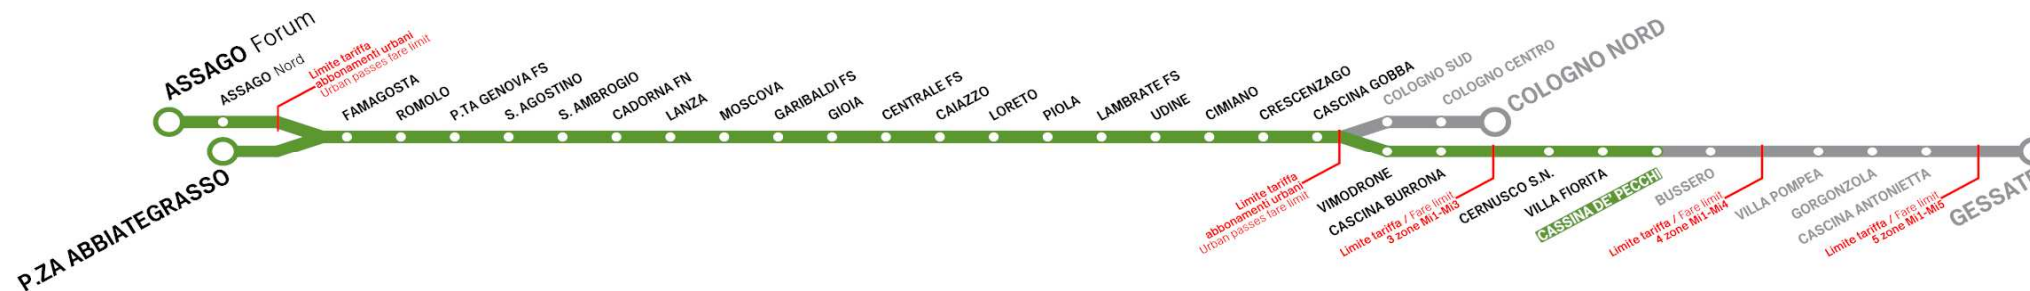 ASSAGO Forum
ASSAGO Nord
Limite tariffa
abbonamenti urbani
Urban passes fare limit
P.ZA ABBIATEGRASSO
FAMAGOSTA
ROMOLO
P.TA GENOVA FS
S. AGOSTINO
S. AMBROGIO
CADORNA FN
LANZA
MOSCOVA
GARIBALDI FS
GIOIA
CENTRALE FS
CAIAZZO
LORETO
PIOLA
LAMBRATE FS
UDINE
CIMIANO
CRESCENZAGO
CASCINA GOBBA
COLOGNO SUD
COLOGNO CENTRO
COLOGNO NORD
Limite tariffa
abbonamenti urbani
Urban passes fare limit
VIMODRONE
CASCINA BURRONA
Limite tariffa / Fare limit
3 zone Mi1-Mi3
CERNUSCO S.N.
VILLA FIORITA
CASSINA DE' PECCHI
BUSSERO
Limite tariffa / Fare limit
4 zone Mi1-Mi4
VILLA POMPEA
GORGONZOLA
CASCINA ANTONIETTA
Limite tariffa / Fare limit
5 zone Mi1-Mi5
GESSATE